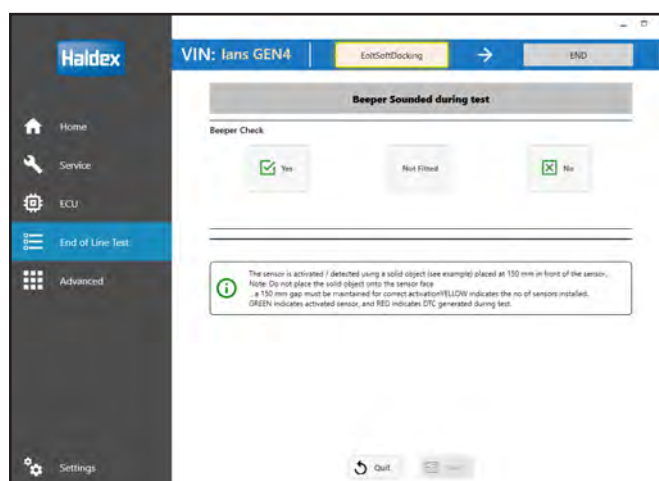 Haldex
VIN: Ians GEN4
ExitSoftDocking
END
Beeper Sounded during test
Beeper Check
Yes
Not Fitted
No
Home
Service
ECU
End of Line Test
Advanced
The sensor is activated / detected using a solid object (see example) placed at 150 mm in front of the sensor.
Note: Do not place the solid object onto the sensor face
...a 150 mm gap must be maintained for correct activationYELLOW indicates the no of sensors installed,
GREEN indicates activated sensor, and RED indicates DTC generated during test.
Settings
Quit